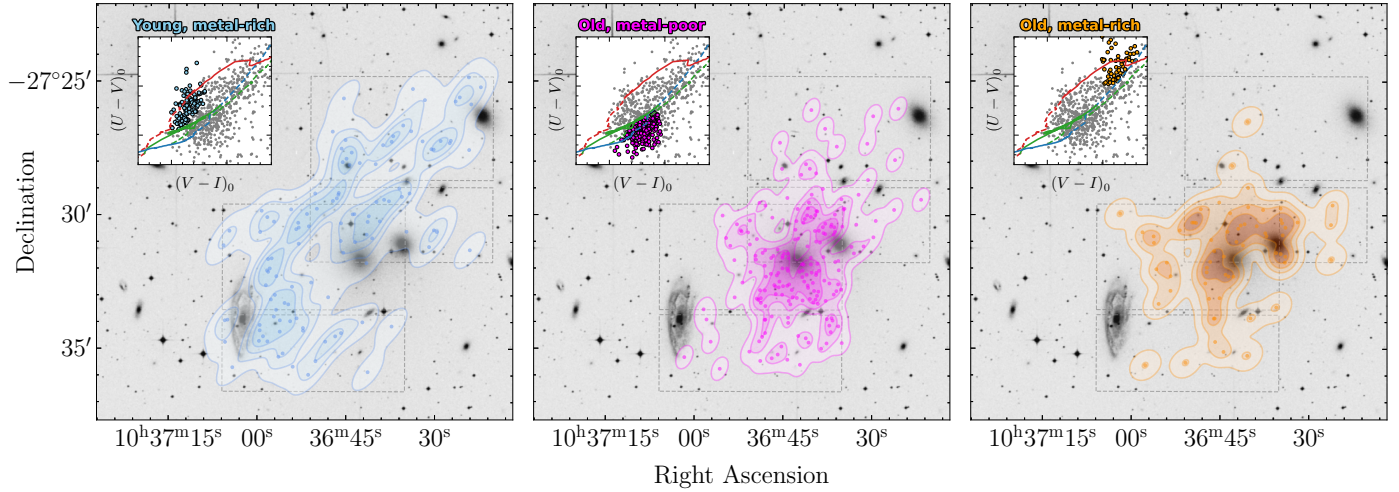 Young, metal-rich
Old, metal-poor
Old, metal-rich
(U − V)₀
(U − V)₀
(U − V)₀
(V − I)₀
(V − I)₀
(V − I)₀
−27°25′
30′
35′
Declination
10ʰ37ᵐ15ˢ 00ˢ 36ᵐ45ˢ 30ˢ
10ʰ37ᵐ15ˢ 00ˢ 36ᵐ45ˢ 30ˢ
10ʰ37ᵐ15ˢ 00ˢ 36ᵐ45ˢ 30ˢ
Right Ascension